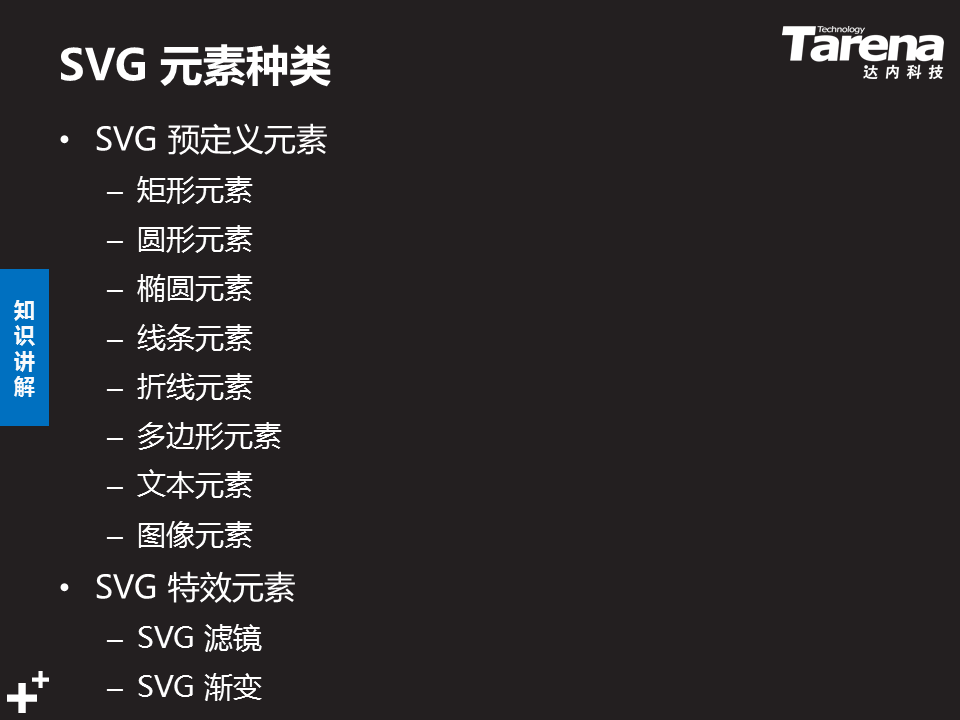 SVG 元素种类
Technology
Tarena
达内科技
• SVG 预定义元素
– 矩形元素
– 圆形元素
– 椭圆元素
– 线条元素
– 折线元素
– 多边形元素
– 文本元素
– 图像元素
• SVG 特效元素
– SVG 滤镜
– SVG 渐变
知识讲解